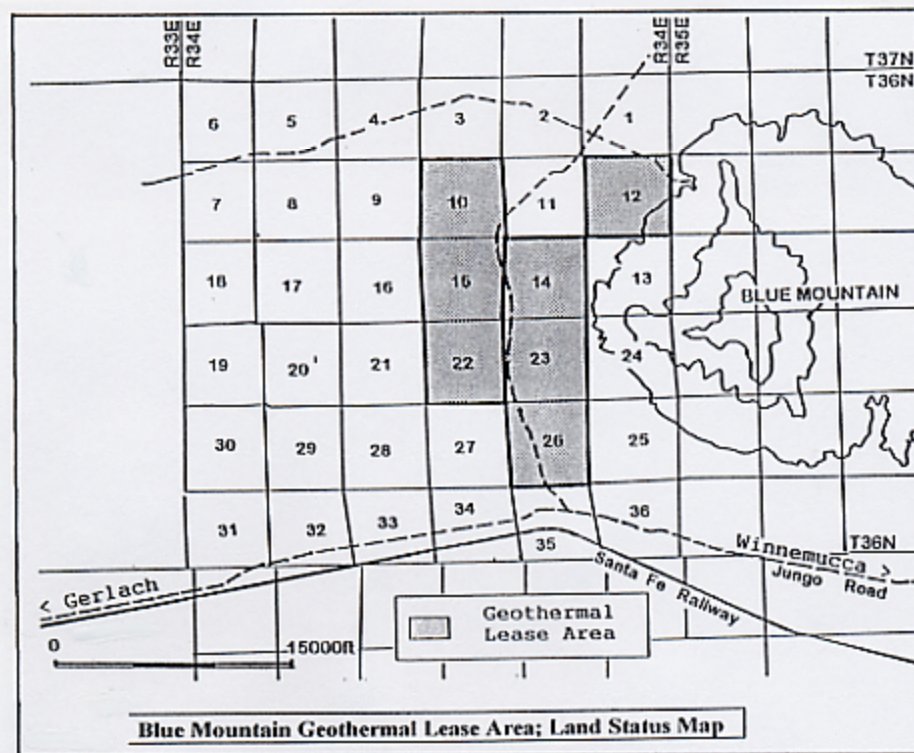 R33E
R34E
R34E
R35E
T37N
T36N
6 5 4 3 2 1
7 8 9 10 11 12
18 17 16 15 14 13
BLUE MOUNTAIN
19 20 21 22 23 24
30 29 28 27 26 25
31 32 33 34 35 36
T36N
Winnemucca >
Jungo Road
Santa Fe Railway
< Gerlach
Geothermal
Lease Area
0 15000ft
Blue Mountain Geothermal Lease Area; Land Status Map